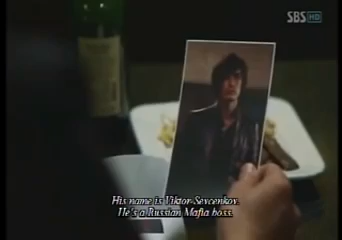 SBS HD
His name is Viktor Sevcenkov.
He's a Russian Mafia boss.